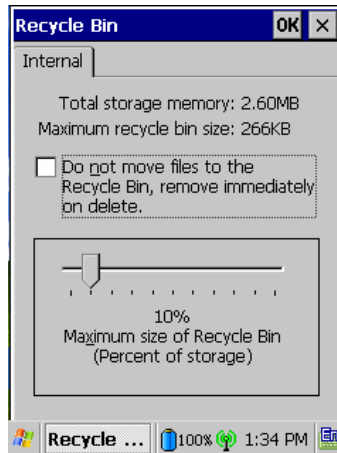 Recycle Bin OK ×
Internal
Total storage memory: 2.60MB
Maximum recycle bin size: 266KB
Do not move files to the
Recycle Bin, remove immediately
on delete.
10%
Maximum size of Recycle Bin
(Percent of storage)
Recycle ... 100% 1:34 PM En